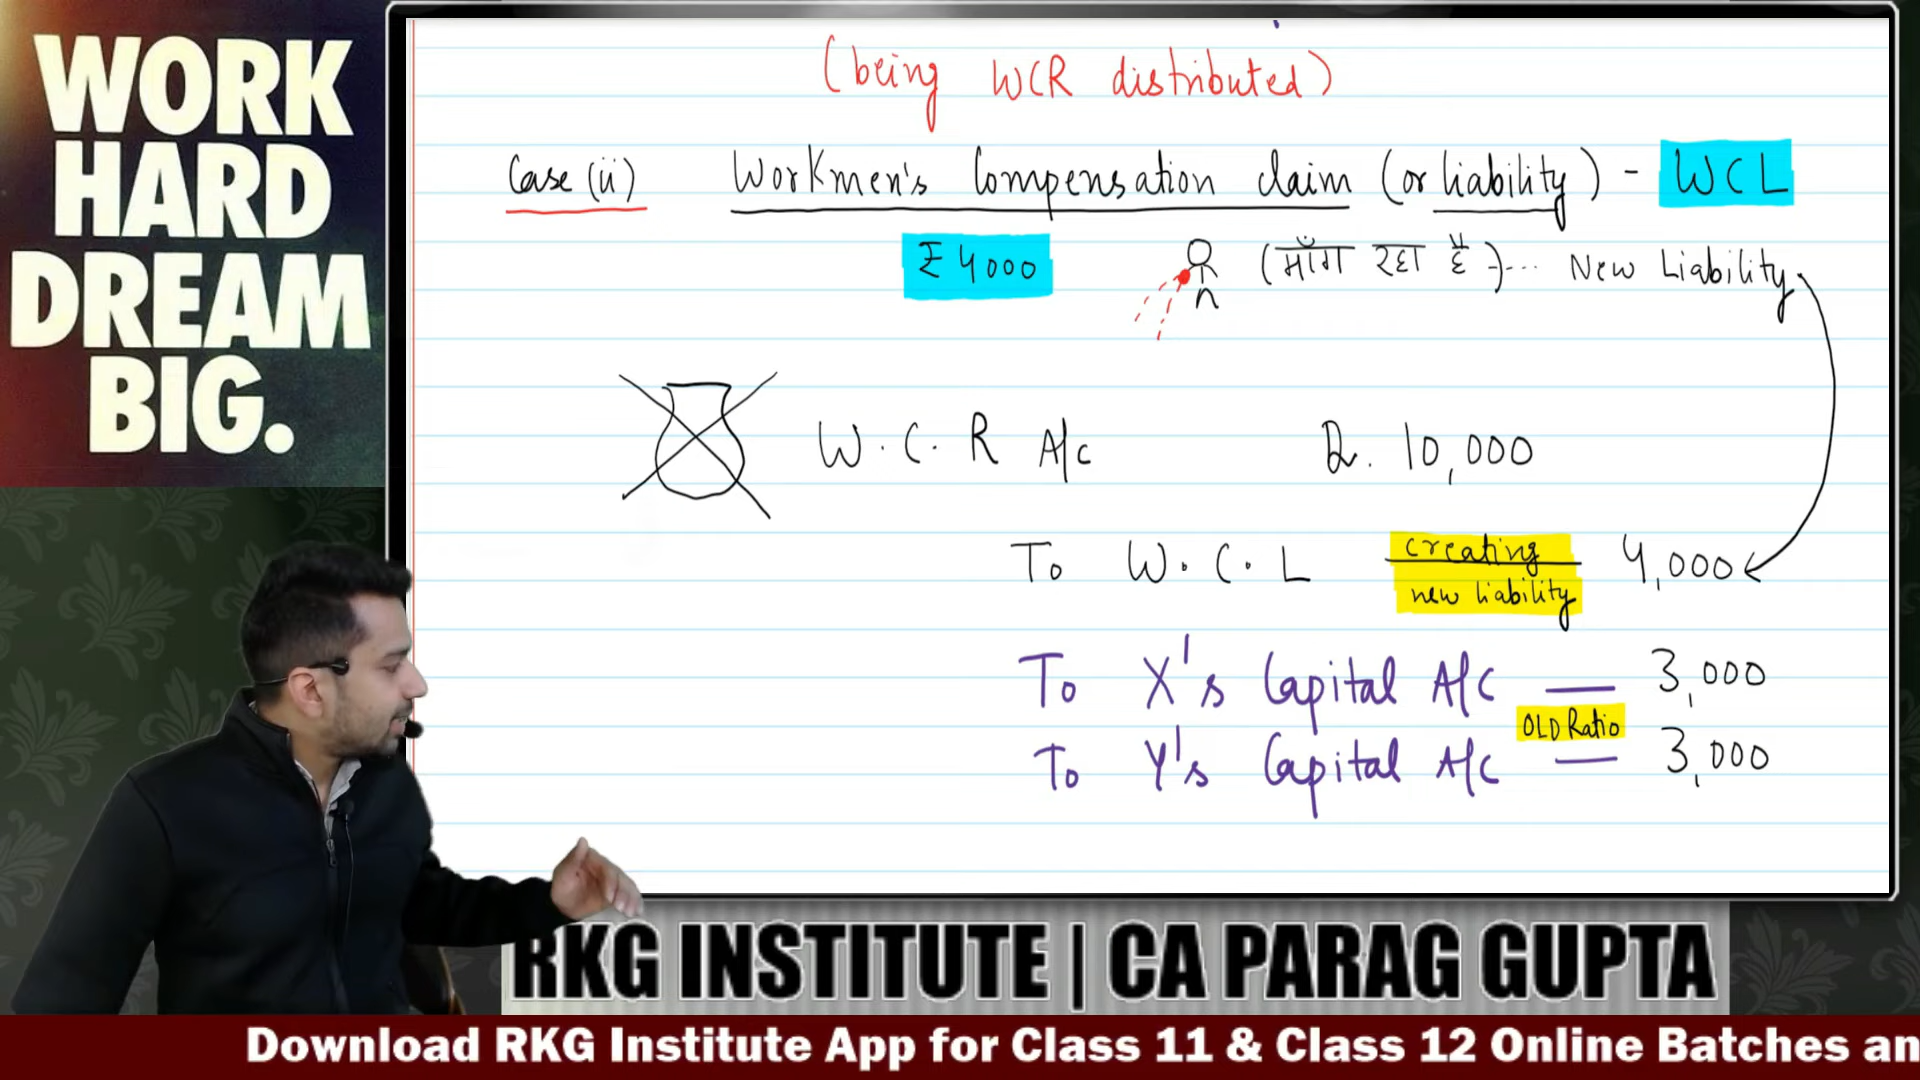 WORK
HARD
DREAM
BIG.
(being WCR distributed)
Case (ii) Workmen's Compensation claim (or liability) - WCL
₹ 4000 (माँग रहा है)-... New Liability
W.C.R A/c Dr. 10,000
To W.C.L creating new liability 4,000
To X's Capital A/c 3,000
OLD Ratio
To Y's Capital A/c 3,000
RKG INSTITUTE | CA PARAG GUPTA
Download RKG Institute App for Class 11 & Class 12 Online Batches an